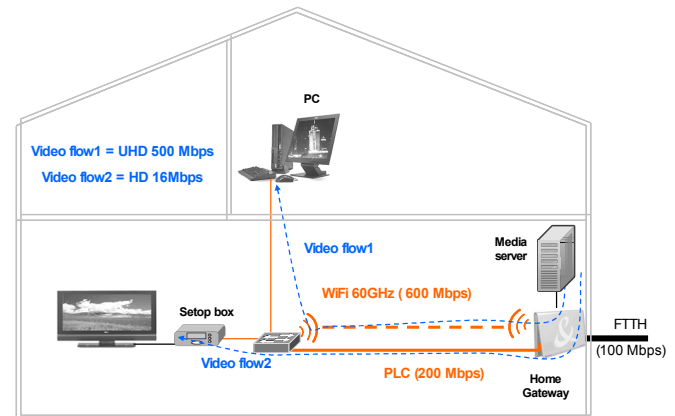 PC
Video flow1 = UHD 500 Mbps
Video flow2 = HD 16Mbps
Video flow1
Media
server
WiFi 60GHz ( 600 Mbps)
Setop box
FTTH
(100 Mbps)
Video flow2
PLC (200 Mbps)
Home
Gateway